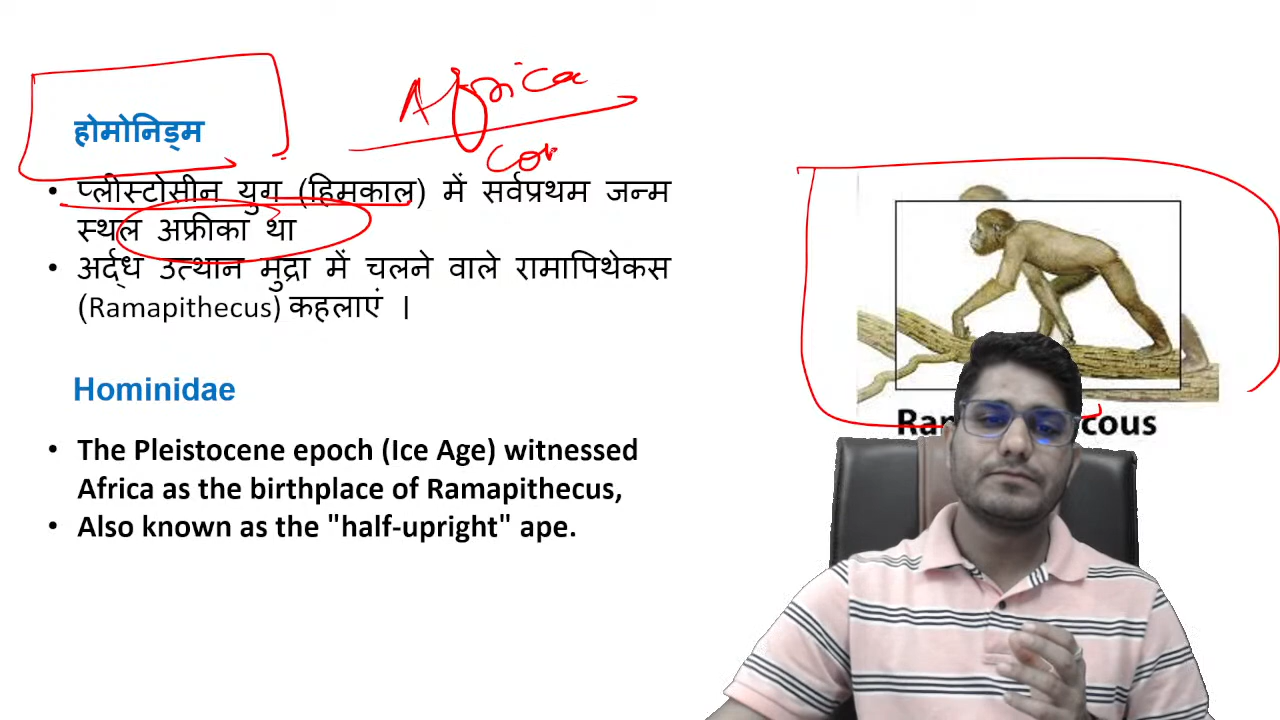 Africa
होमोनिड्म
• प्लीस्टोसीन युग (हिमकाल) में सर्वप्रथम जन्म
स्थल अफ्रीका था
• अर्द्ध उत्थान मुद्रा में चलने वाले रामापिथेकस
(Ramapithecus) कहलाएं ।
Hominidae
• The Pleistocene epoch (Ice Age) witnessed
Africa as the birthplace of Ramapithecus,
• Also known as the "half-upright" ape.